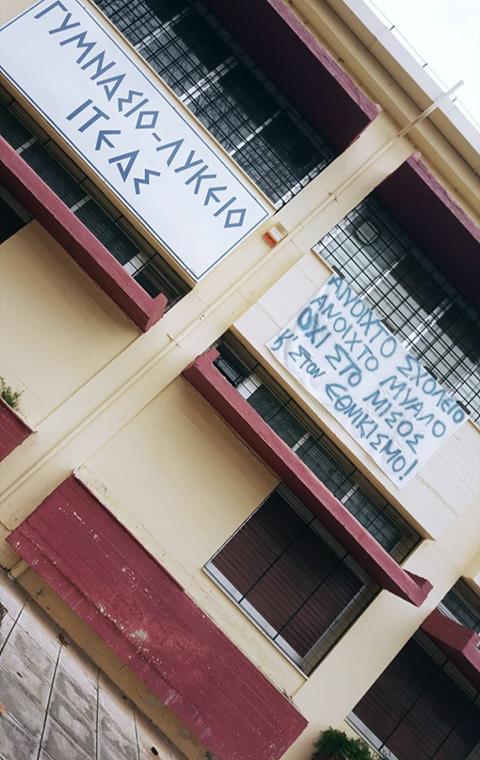 ΓΥΜΝΑΣΙΟ-ΛΥΚΕΙΟ
ΙΤΕΑΣ
ΑΝΟΙΧΤΟ ΣΧΟΛΕΙΟ
ΑΝΟΙΧΤΟ ΜΥΑΛΟ
ΟΧΙ ΣΤΟ ΜΙΣΟΣ
Κ' ΣΤΟΝ ΕΘΝΙΚΙΣΜΟ!